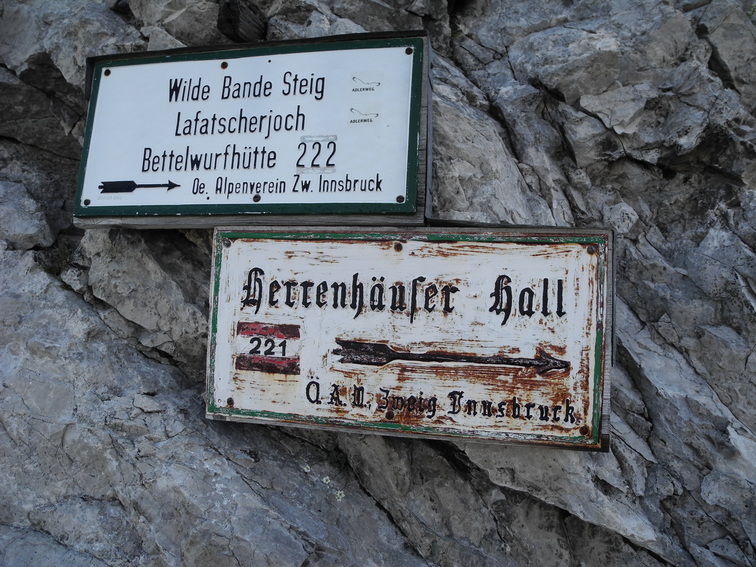 Wilde Bande Steig
ADLERWEG
Lafatscherjoch
ADLERWEG
Bettelwurfhütte 222
Oe. Alpenverein Zw. Innsbruck
Herrenhäuser Hall
221
Ö. A. V. Zweig Innsbruck